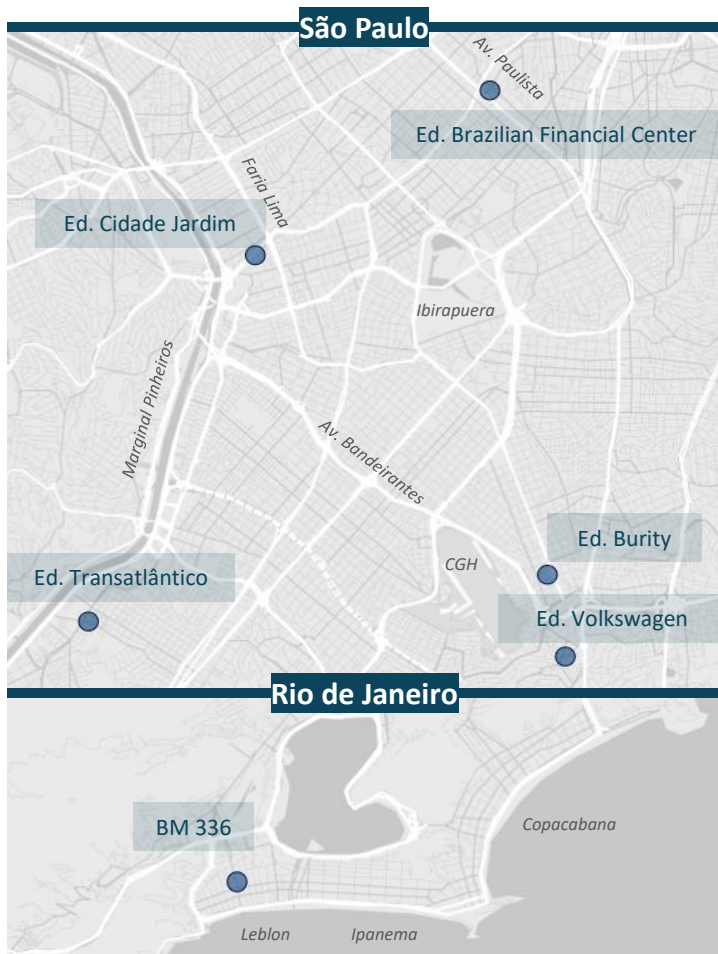 São Paulo
Av. Paulista
Ed. Brazilian Financial Center
Faria Lima
Ed. Cidade Jardim
Ibirapuera
Marginal Pinheiros
Av. Bandeirantes
Ed. Burity
CGH
Ed. Transatlântico
Ed. Volkswagen
Rio de Janeiro
BM 336
Copacabana
Leblon
Ipanema